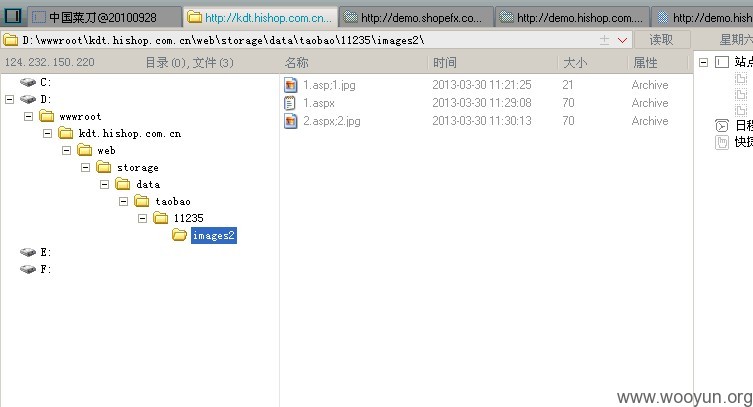 中国菜刀@20100928 http://kdt.hishop.com.cn... http://demo.shopefx.co... http://demo.hishop.com.... http://demo.his
D:\wwwroot\kdt.hishop.com.cn\web\storage\data\taobao\11235\images2\ 读取 星期六
124.232.150.220 目录(0),文件(3) 名称 时间 大小 属性 站点
C: 1.asp;1.jpg 2013-03-30 11:21:25 21 Archive
D: 1.aspx 2013-03-30 11:29:08 70 Archive
wwwroot 2.aspx;2.jpg 2013-03-30 11:30:13 70 Archive 日程
kdt.hishop.com.cn 快捷
web
storage
data
taobao
11235
images2
E:
F:
www.wooyun.org